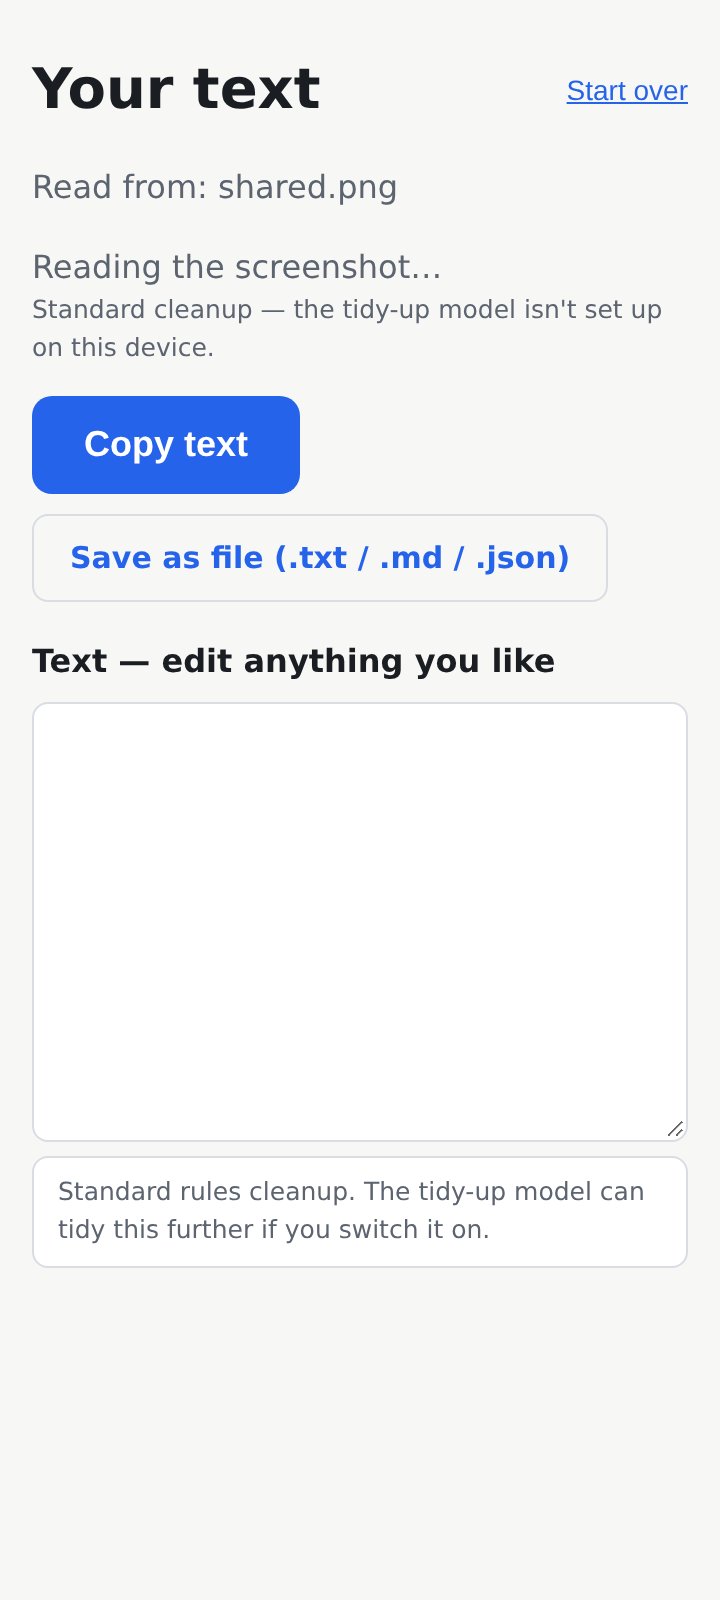 Your text
Start over
Read from: shared.png
Reading the screenshot…
Standard cleanup — the tidy-up model isn't set up
on this device.
Copy text
Save as file (.txt / .md / .json)
Text — edit anything you like
Standard rules cleanup. The tidy-up model can
tidy this further if you switch it on.